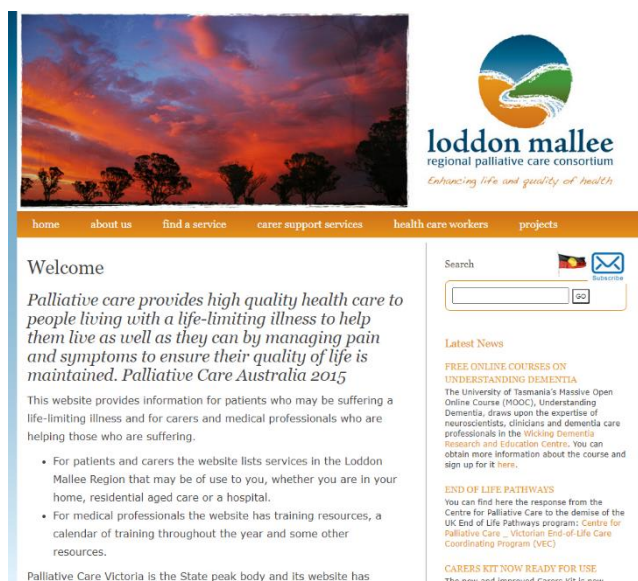 loddon mallee
regional palliative care consortium
Enhancing life and quality of health
home about us find a service carer support services health care workers projects
Welcome
Palliative care provides high quality health care to
people living with a life-limiting illness to help
them live as well as they can by managing pain
and symptoms to ensure their quality of life is
maintained. Palliative Care Australia 2015
This website provides information for patients who may be suffering a
life-limiting illness and for carers and medical professionals who are
helping those who are suffering.
• For patients and carers the website lists services in the Loddon
Mallee Region that may be of use to you, whether you are in your
home, residential aged care or a hospital.
• For medical professionals the website has training resources, a
calendar of training throughout the year and some other
resources.
Palliative Care Victoria is the State peak body and its website has
Search
Subscribe
GO
Latest News
FREE ONLINE COURSES ON
UNDERSTANDING DEMENTIA
The University of Tasmania's Massive Open
Online Course (MOOC), Understanding
Dementia, draws upon the expertise of
neuroscientists, clinicians and dementia care
professionals in the Wicking Dementia
Research and Education Centre. You can
obtain more information about the course and
sign up for it here.
END OF LIFE PATHWAYS
You can find here the response from the
Centre for Palliative Care to the demise of the
UK End of Life Pathways program: Centre for
Palliative Care _ Victorian End-of-Life Care
Coordinating Program (VEC)
CARERS KIT NOW READY FOR USE
The new and improved Carers Kit is now